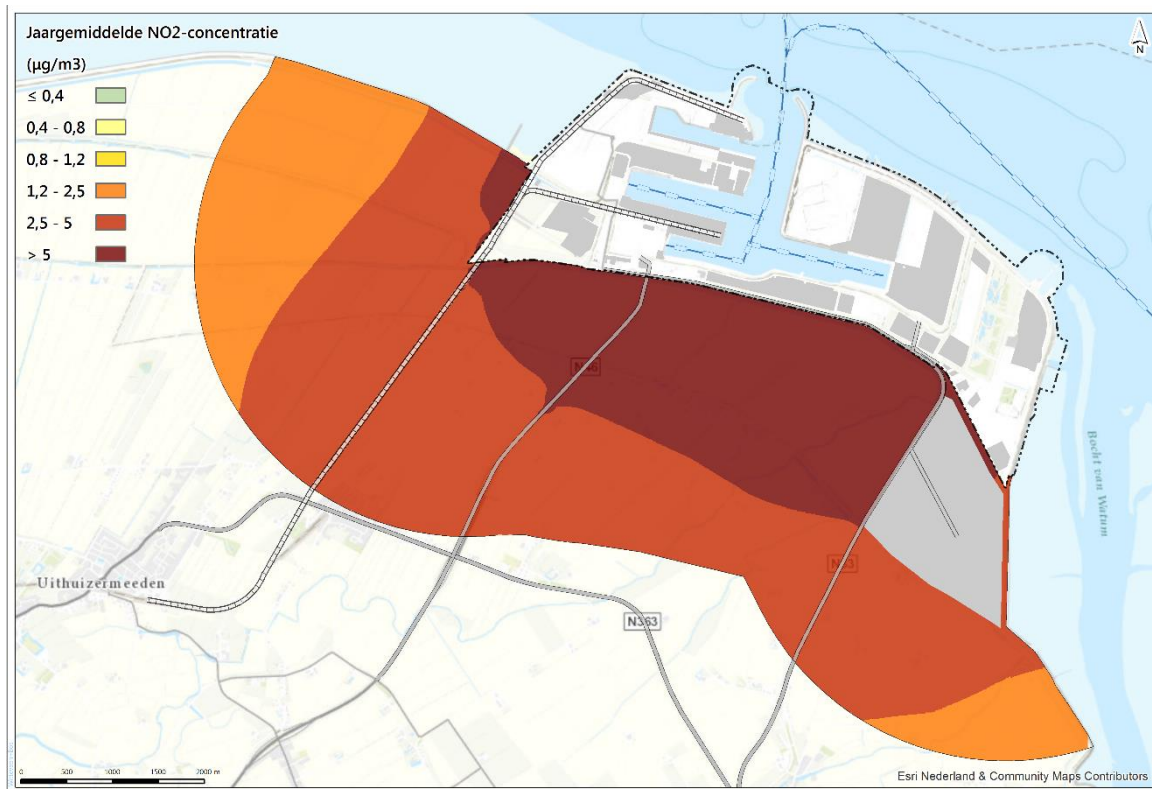 Jaargemiddelde NO2-concentratie
(µg/m3)
≤ 0,4
0,4 - 0,8
0,8 - 1,2
1,2 - 2,5
2,5 - 5
> 5
N
N46
Bocht van Watum
N33
Uithuizermeeden
N363
0 500 1000 1500 2000 m
Esri Nederland & Community Maps Contributors